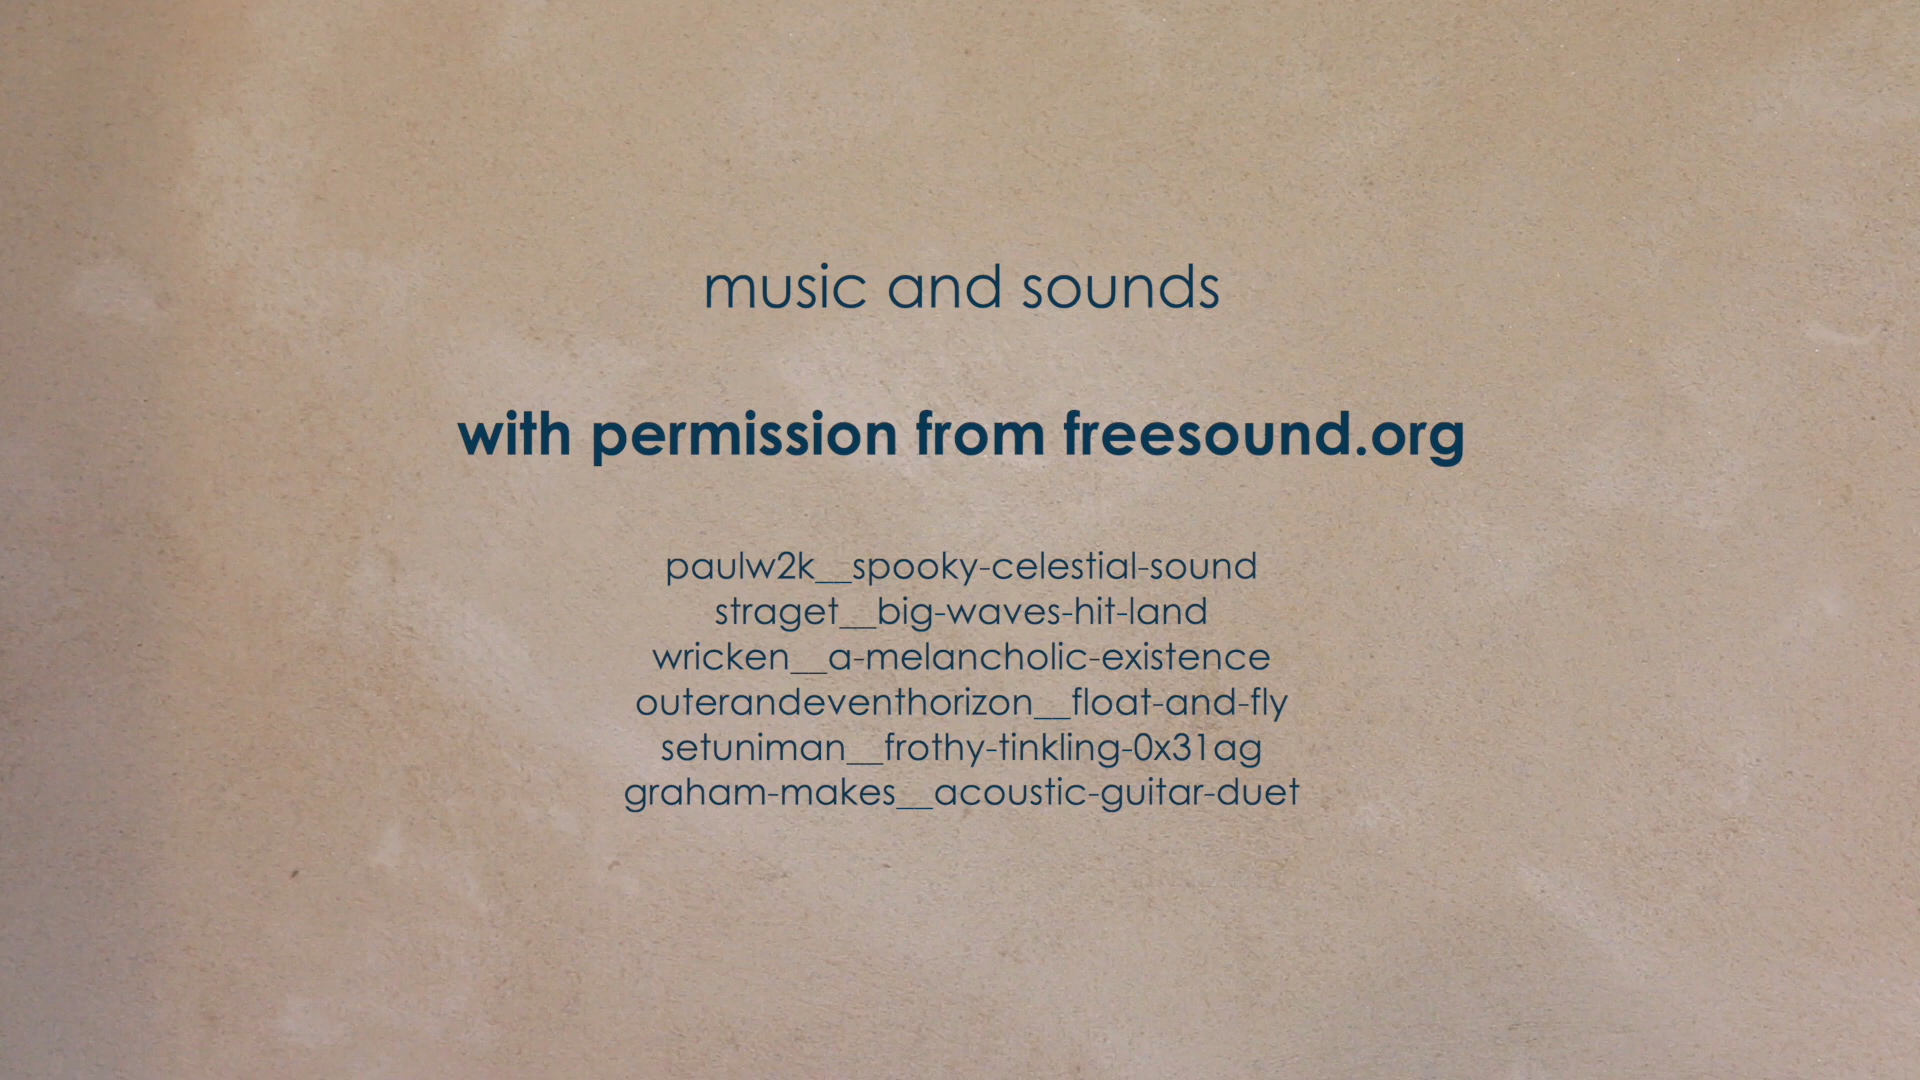 music and sounds
with permission from freesound.org
paulw2k__spooky-celestial-sound
straget__big-waves-hit-land
wricken__a-melancholic-existence
outerandeventhorizon__float-and-fly
setuniman__frothy-tinkling-0x31ag
graham-makes__acoustic-guitar-duet